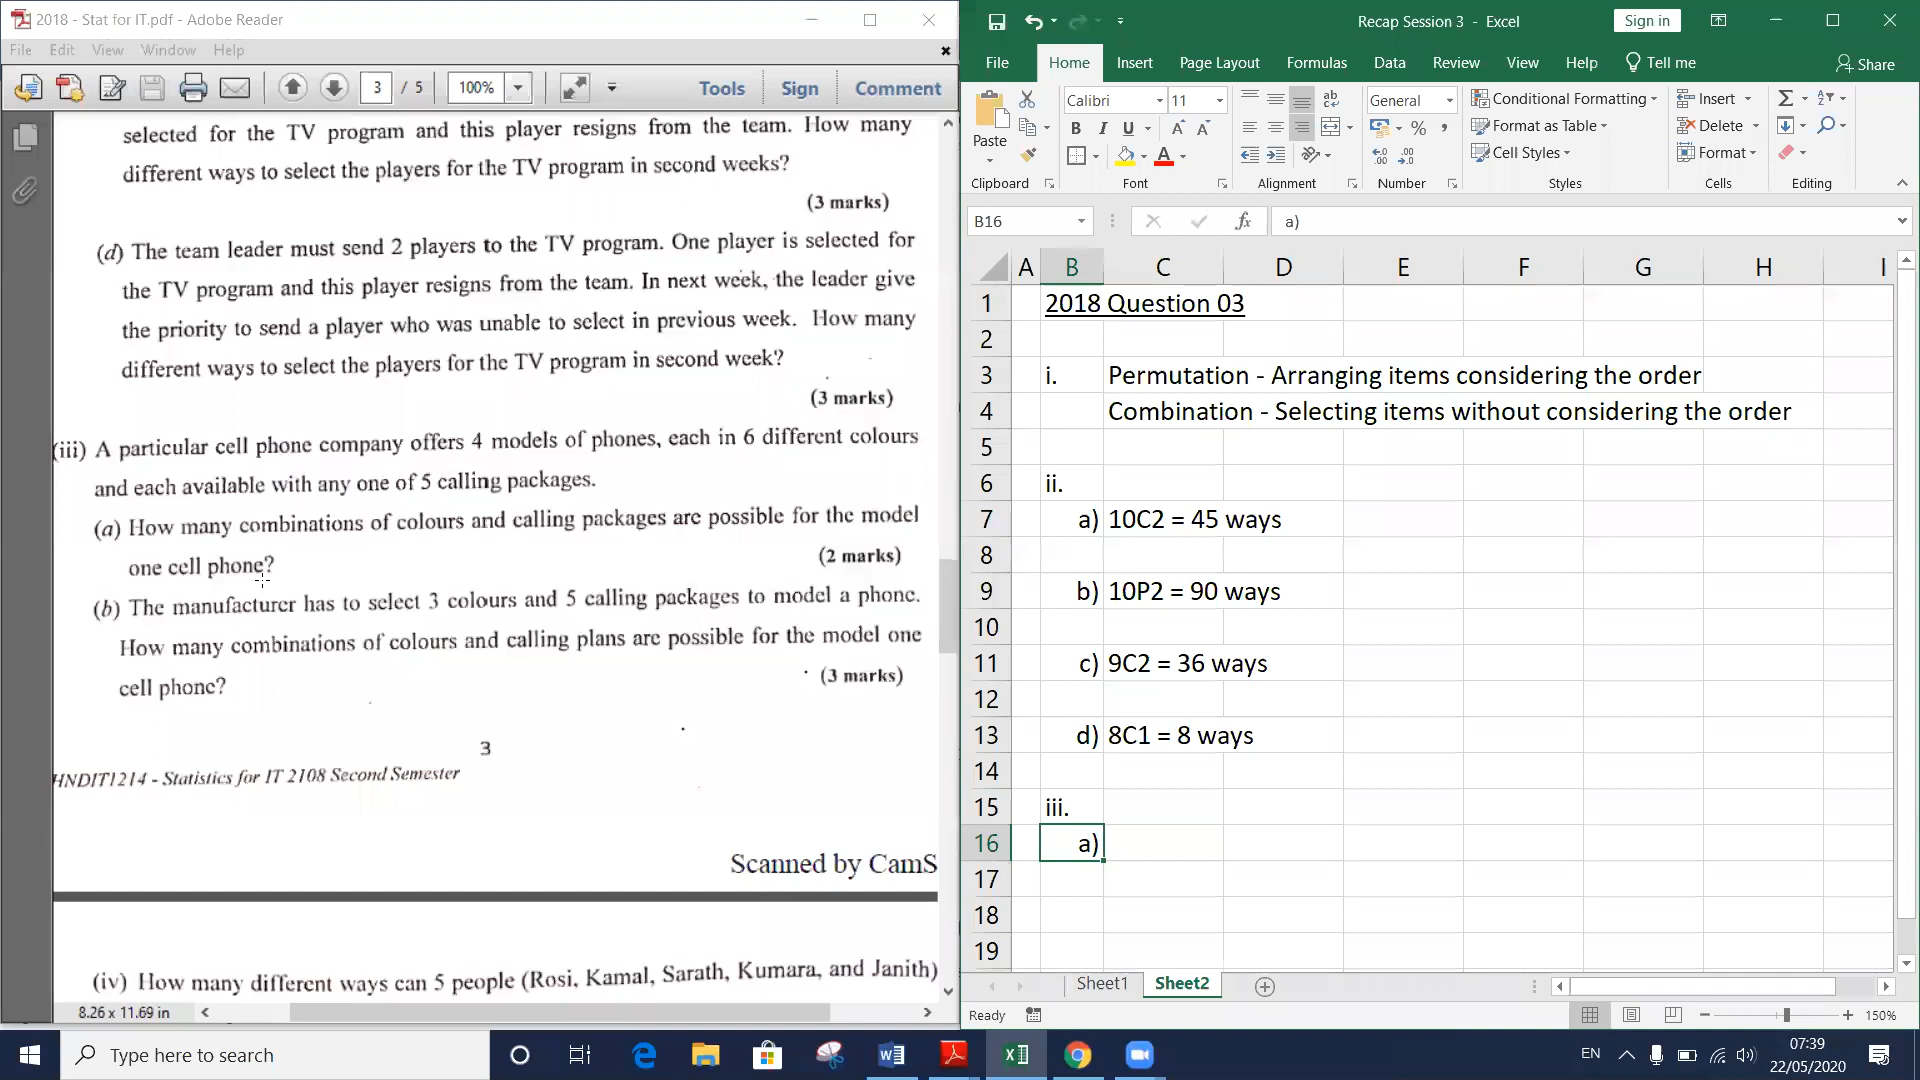 2018 - Stat for IT.pdf - Adobe Reader
File Edit View Window Help
3 / 5 100% Tools Sign Comment
selected for the TV program and this player resigns from the team. How many
different ways to select the players for the TV program in second weeks?
(3 marks)
(d) The team leader must send 2 players to the TV program. One player is selected for
the TV program and this player resigns from the team. In next week, the leader give
the priority to send a player who was unable to select in previous week. How many
different ways to select the players for the TV program in second week?
(3 marks)
(iii) A particular cell phone company offers 4 models of phones, each in 6 different colours
and each available with any one of 5 calling packages.
(a) How many combinations of colours and calling packages are possible for the model
one cell phone?
(2 marks)
(b) The manufacturer has to select 3 colours and 5 calling packages to model a phone.
How many combinations of colours and calling plans are possible for the model one
cell phone?
(3 marks)
3
HNDIT1214 - Statistics for IT 2108 Second Semester
Scanned by CamS
(iv) How many different ways can 5 people (Rosi, Kamal, Sarath, Kumara, and Janith)
8.26 x 11.69 in
Recap Session 3 - Excel
Sign in
File Home Insert Page Layout Formulas Data Review View Help Tell me Share
Paste
Calibri 11
B I U
General
Conditional Formatting
Format as Table
Cell Styles
Insert
Delete
Format
Clipboard Font Alignment Number Styles Cells Editing
B16 fx a)
A B C D E F G H I
1 2018 Question 03
2
3 i. Permutation - Arranging items considering the order
4 Combination - Selecting items without considering the order
5
6 ii.
7 a) 10C2 = 45 ways
8
9 b) 10P2 = 90 ways
10
11 c) 9C2 = 36 ways
12
13 d) 8C1 = 8 ways
14
15 iii.
16 a)
17
18
19
Sheet1 Sheet2
Ready 150%
Type here to search
EN
07:39
22/05/2020